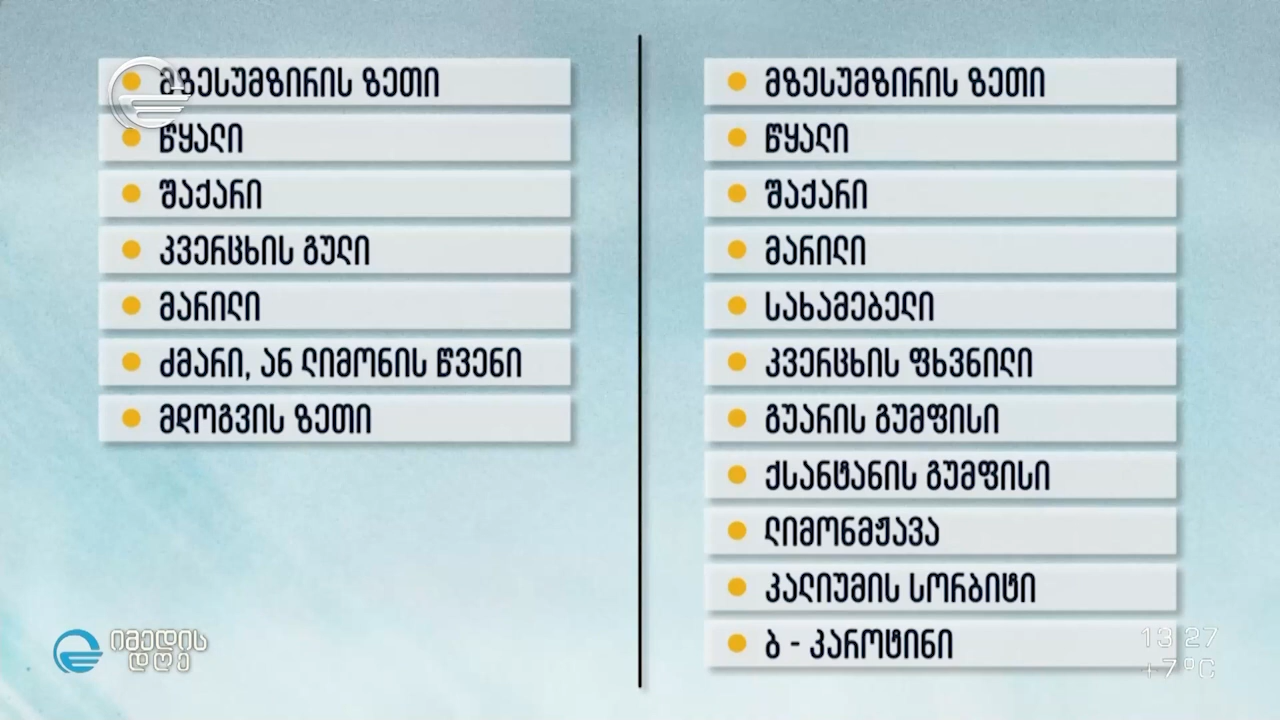 მზესუმზირის ზეთი
წყალი
შაქარი
კვერცხის გული
მარილი
ძმარი, ან ლიმონის წვენი
მდოგვის ზეთი
მზესუმზირის ზეთი
წყალი
შაქარი
მარილი
სახამებელი
კვერცხის ფხვნილი
გუარის გუმფისი
ქსანტანის გუმფისი
ლიმონმჟავა
კალიუმის სორბიტი
ბ - კაროტინი
იმედის
დღე
13:27
+7°C